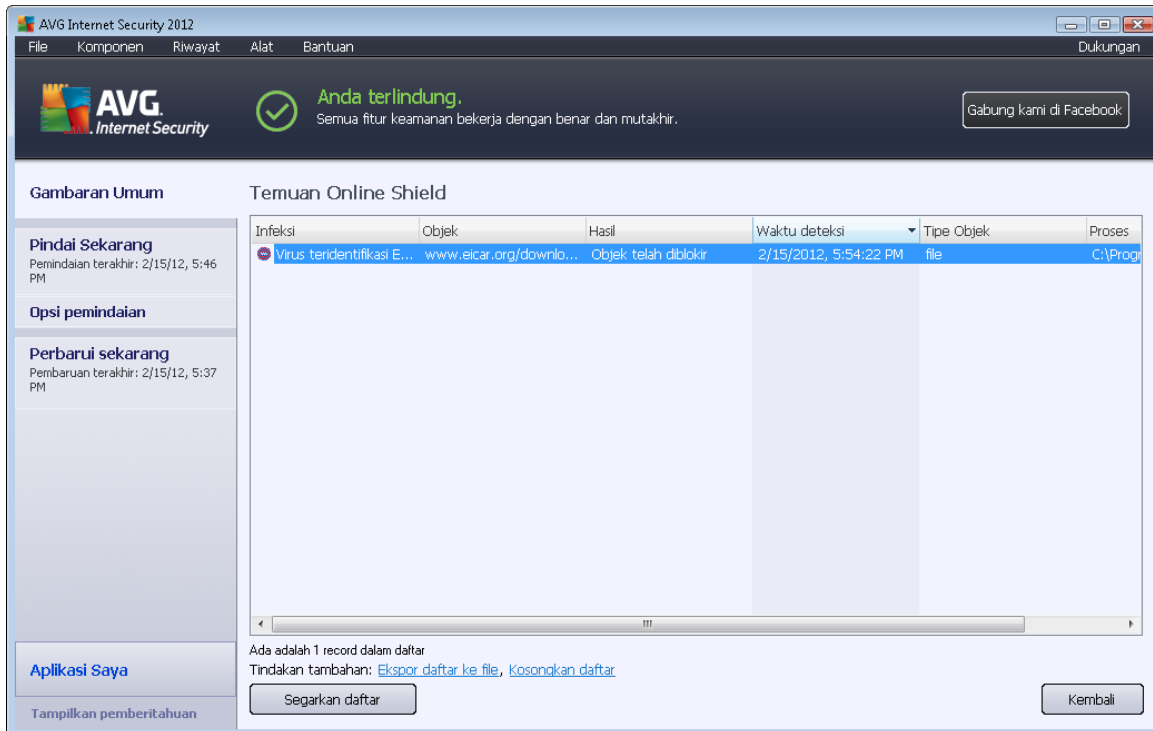 AVG Internet Security 2012
File Komponen Riwayat Alat Bantuan Dukungan
AVG.
Internet Security
Anda terlindung.
Semua fitur keamanan bekerja dengan benar dan mutakhir.
Gabung kami di Facebook
Gambaran Umum
Pindai Sekarang
Pemindaian terakhir: 2/15/12, 5:46
PM
Opsi pemindaian
Perbarui sekarang
Pembaruan terakhir: 2/15/12, 5:37
PM
Aplikasi Saya
Tampilkan pemberitahuan
Temuan Online Shield
Infeksi Objek Hasil Waktu deteksi Tipe Objek Proses
Virus teridentifikasi E... www.eicar.org/downlo... Objek telah diblokir 2/15/2012, 5:54:22 PM file C:\Progr
Ada adalah 1 record dalam daftar
Tindakan tambahan: Ekspor daftar ke file, Kosongkan daftar
Segarkan daftar Kembali